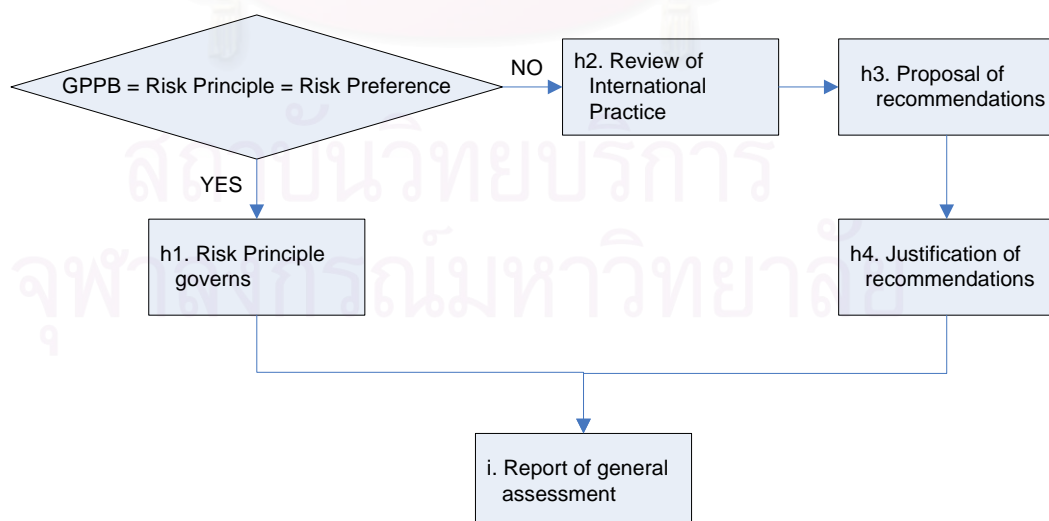 GPPB = Risk Principle = Risk Preference
NO
h2. Review of
International
Practice
h3. Proposal of
recommendations
YES
h1. Risk Principle
governs
h4. Justification of
recommendations
i. Report of general
assessment
สถาบันวิทยบริการ
จุฬาลงกรณ์มหาวิทยาลัย